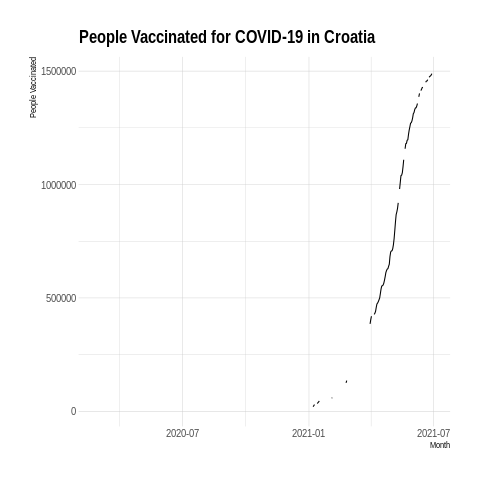 People Vaccinated for COVID-19 in Croatia
People Vaccinated
1500000
1000000
500000
0
2020-07 2021-01 2021-07
Month